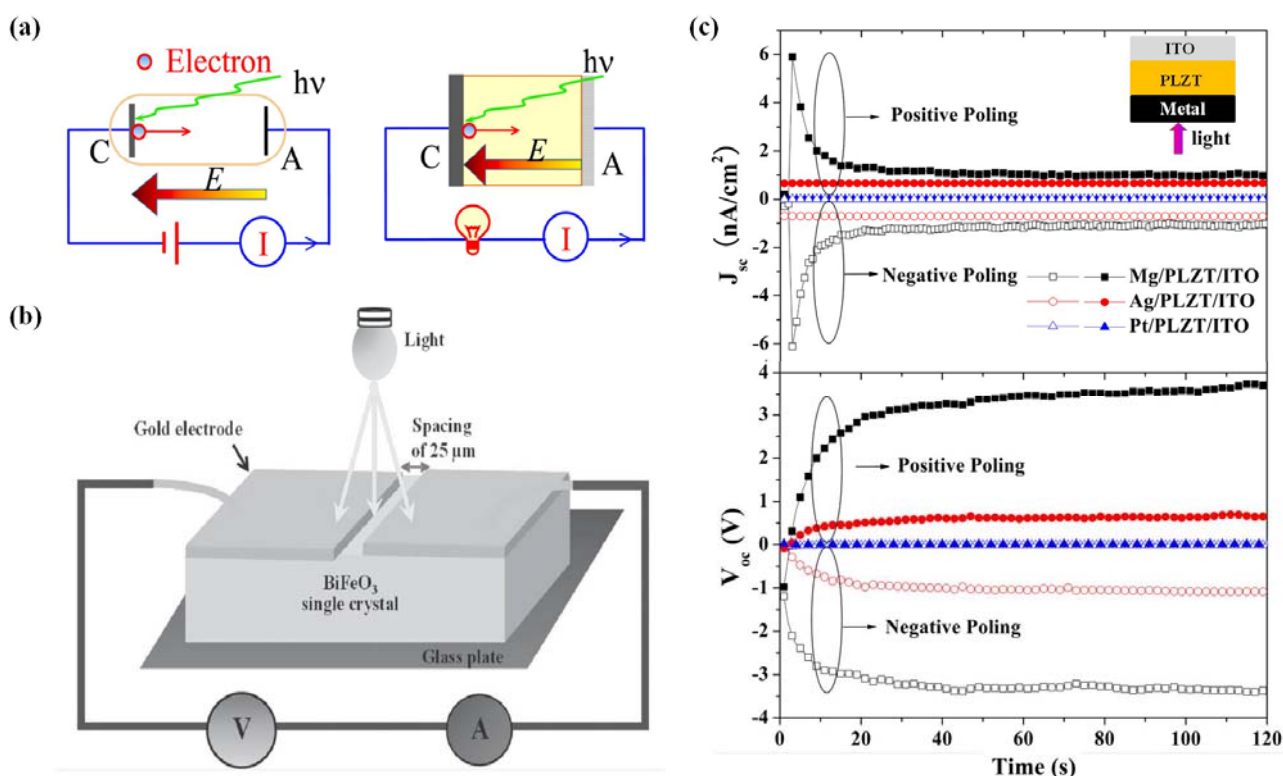 (a)
Electron
hν
C
E
A
I
hν
C
E
A
I
(b)
Light
Gold electrode
Spacing
of 25 μm
BiFeO₃
single crystal
Glass plate
V
A
(c)
6
4
2
0
-2
-4
-6
J_sc (nA/cm²)
ITO
PLZT
Metal
light
Positive Poling
Negative Poling
Mg/PLZT/ITO
Ag/PLZT/ITO
Pt/PLZT/ITO
4
3
2
1
0
-1
-2
-3
-4
V_oc (V)
Positive Poling
Negative Poling
0 20 40 60 80 100 120
Time (s)